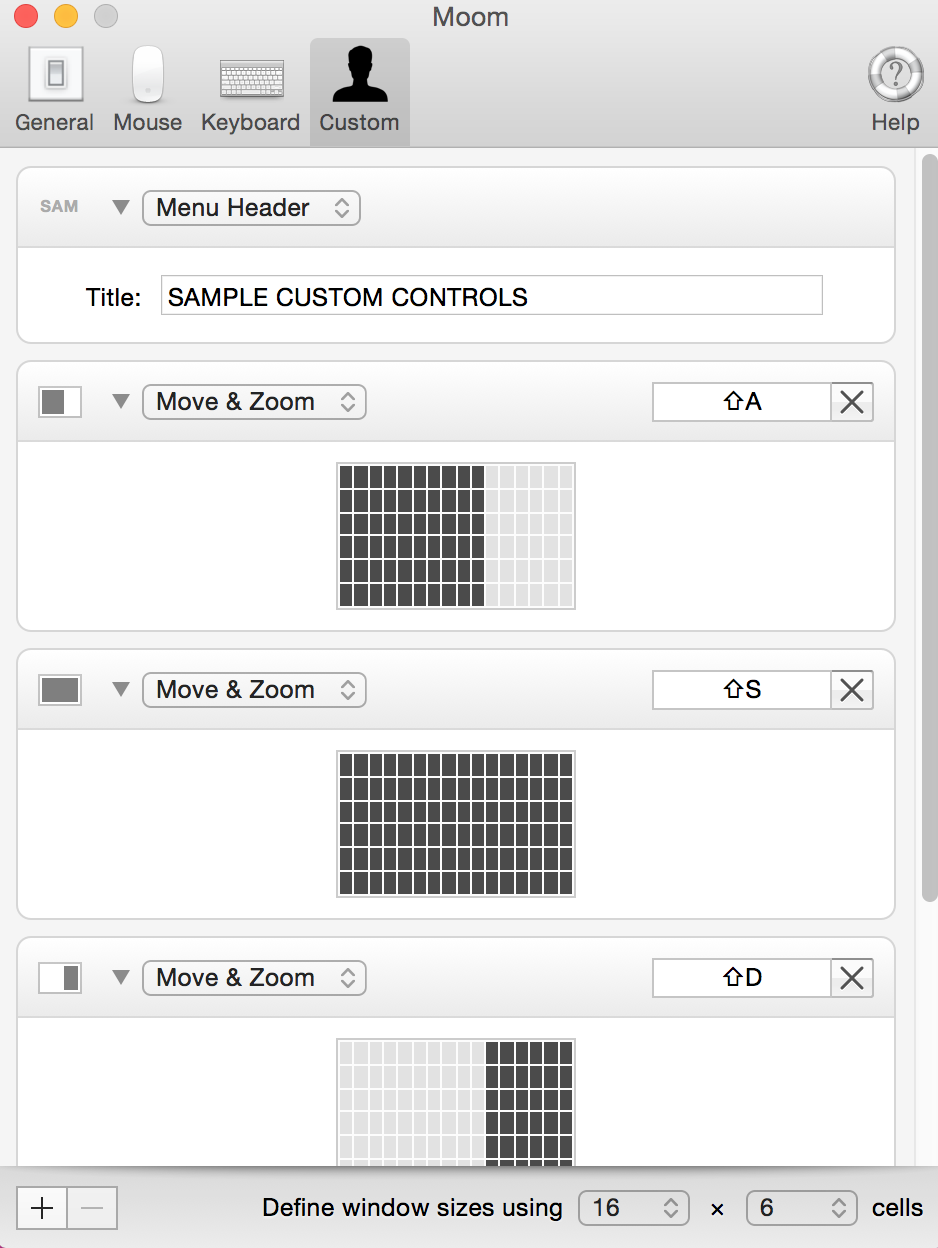 Moom
General Mouse Keyboard Custom Help
SAM Menu Header
Title: SAMPLE CUSTOM CONTROLS
Move & Zoom ⇧A
Move & Zoom ⇧S
Move & Zoom ⇧D
Define window sizes using 16 × 6 cells